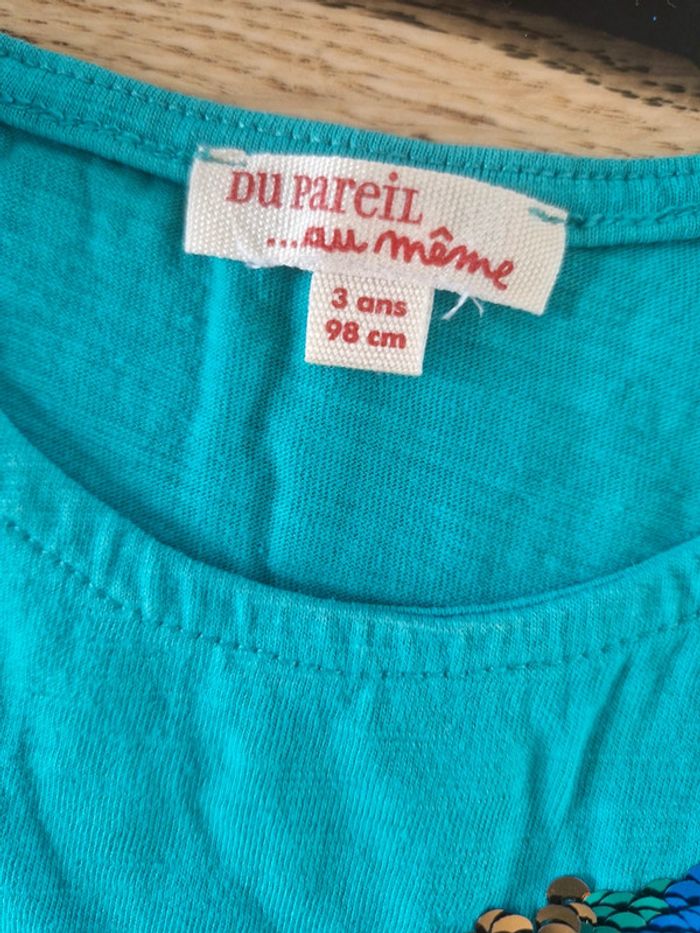 DU PAREIL
...au même
3 ans
98 cm